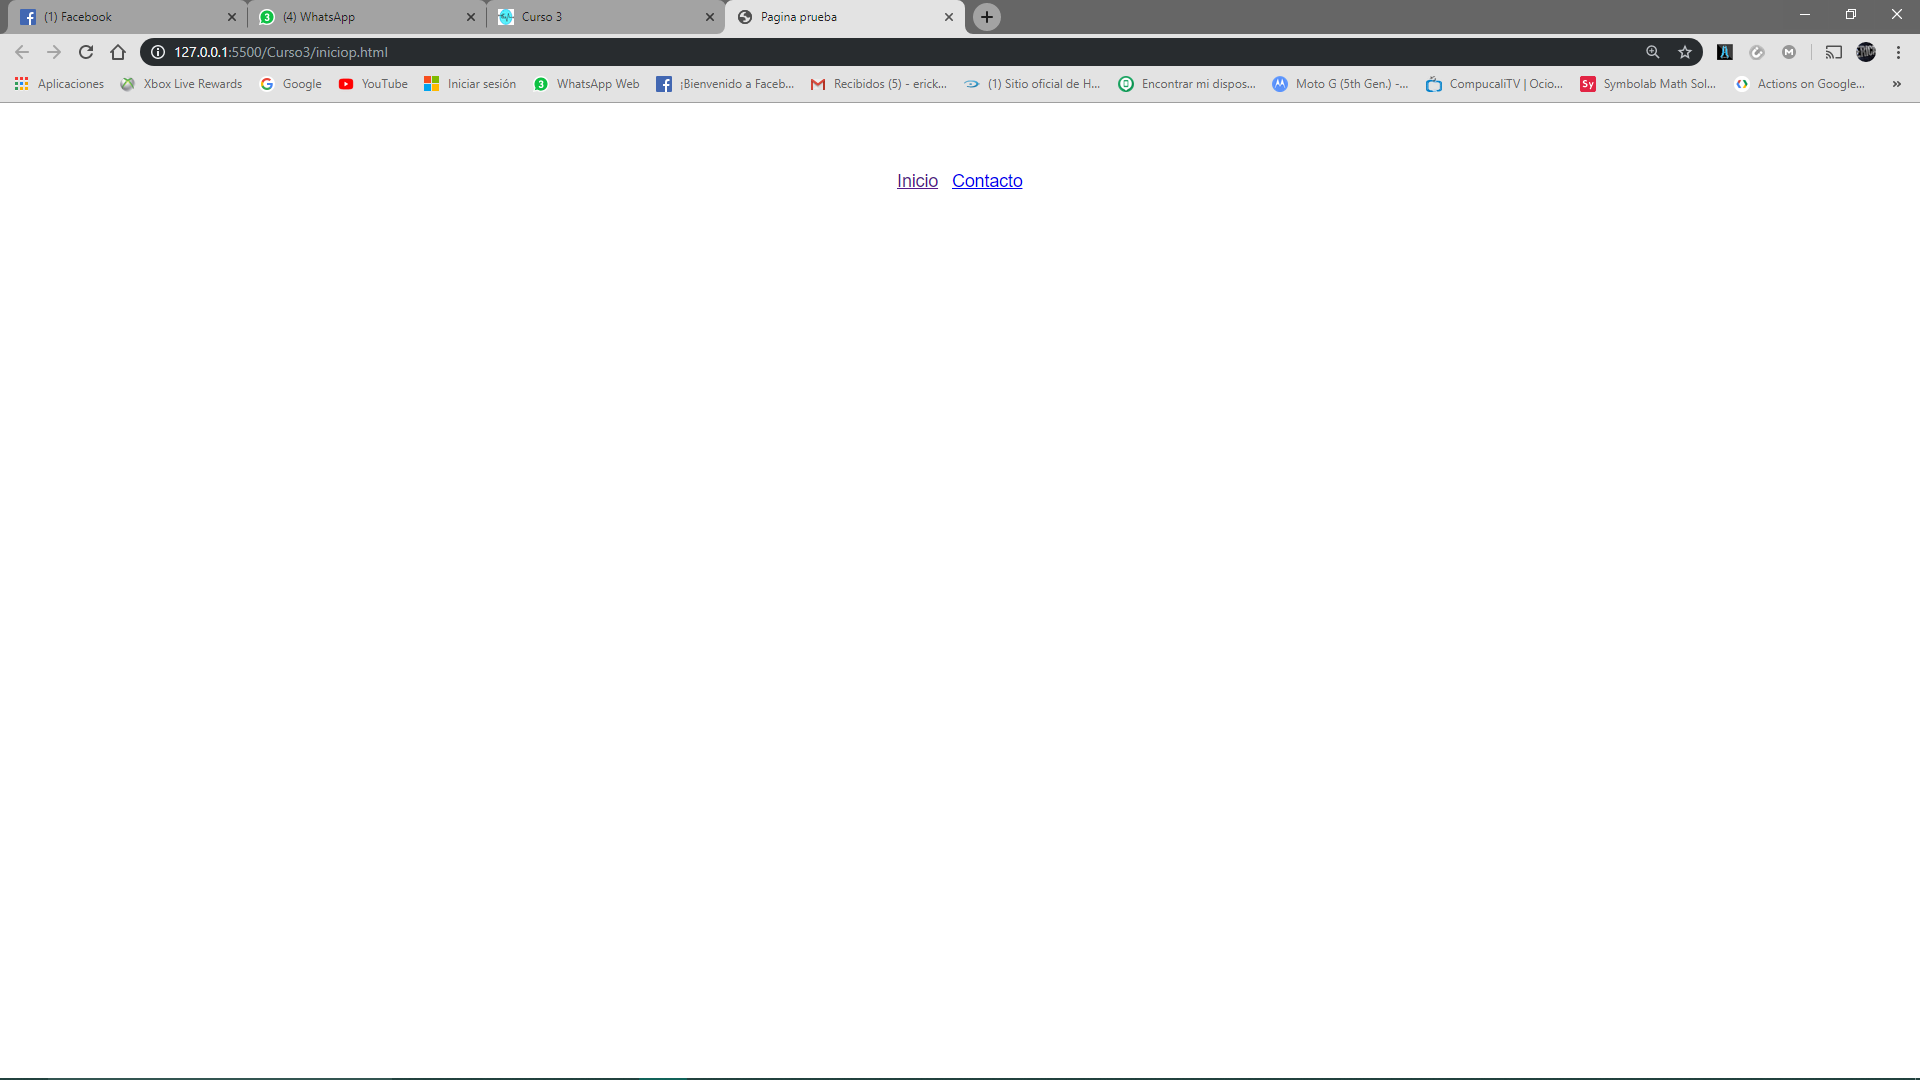 (1) Facebook (4) WhatsApp Curso 3 Pagina prueba
127.0.0.1:5500/Curso3/iniciop.html
Aplicaciones Xbox Live Rewards Google YouTube Iniciar sesión 3 WhatsApp Web ¡Bienvenido a Faceb... Recibidos (5) - erick... (1) Sitio oficial de H... Encontrar mi dispos... Moto G (5th Gen.) -... CompucaliTV | Ocio... Sy Symbolab Math Sol... Actions on Google... »
Inicio Contacto